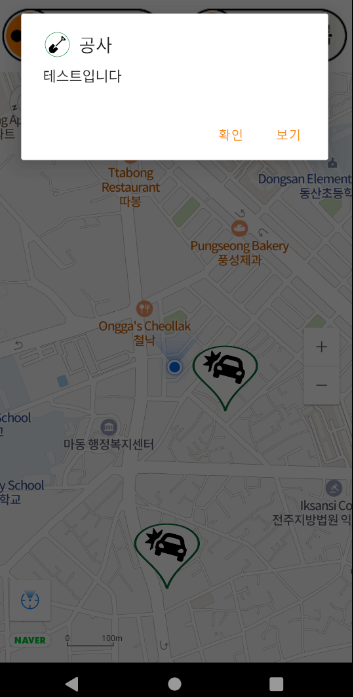 공사
테스트입니다
확인
보기
Ttabong
Restaurant
따봉
Dongsan Element
동산초등학
Pungseong Bakery
풍성제과
Ongga's Cheollak
철낙
+
−
School
마동 행정복지센터
y School
학교
Iksansi Co
전주지방법원 익
NAVER
0
100m